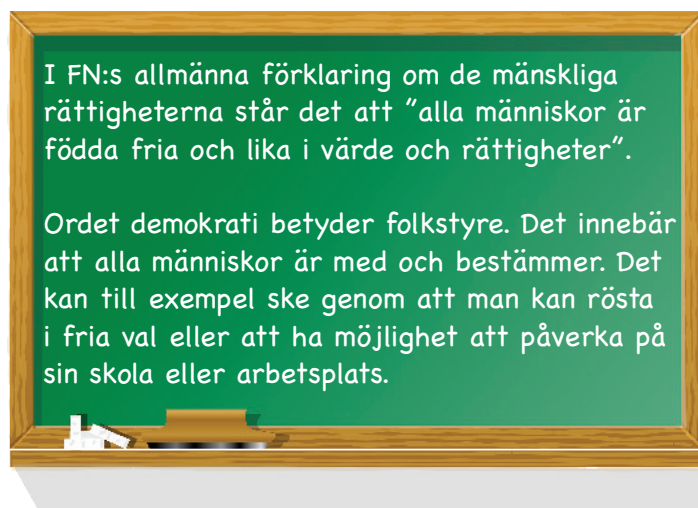 I FN:s allmänna förklaring om de mänskliga
rättigheterna står det att ”alla människor är
födda fria och lika i värde och rättigheter”.
Ordet demokrati betyder folkstyre. Det innebär
att alla människor är med och bestämmer. Det
kan till exempel ske genom att man kan rösta
i fria val eller att ha möjlighet att påverka på
sin skola eller arbetsplats.